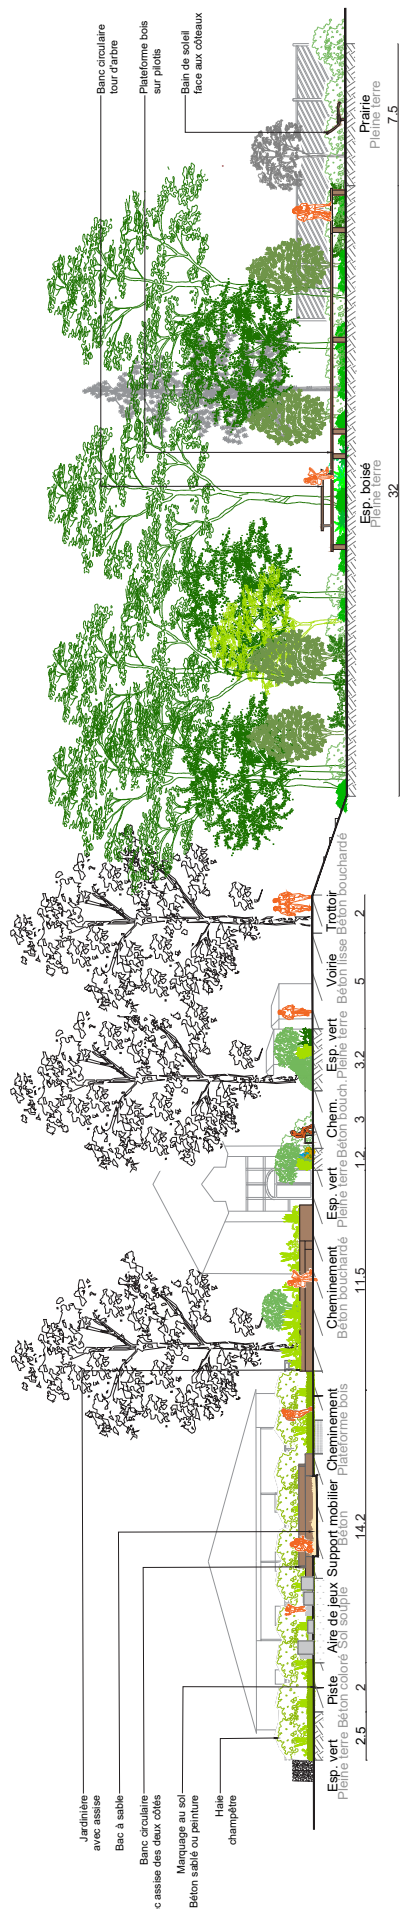 Jardinière
avec assise
Bac à sable
Banc circulaire
c assise des deux côtés
Marquage au sol
Béton sablé ou peinture
Haie
champêtre
Banc circulaire
tour d'arbre
Plateforme bois
sur pilotis
Bain de soleil
face aux côteaux
Esp. vert
Pleine terre
2.5
Piste
Béton coloré
2
Aire de jeux
Sol souple
Support mobilier
Béton
14.2
Cheminement
Plateforme bois
Cheminement
Béton bouchardé
11.5
Esp. vert
Pleine terre
1.2
Chem.
Béton bouch.
3
Esp. vert
Pleine terre
3.2
Voirie
Béton lisse
5
Trottoir
Béton bouchardé
2
Esp. boisé
Pleine terre
32
Prairie
Pleine terre
7.5